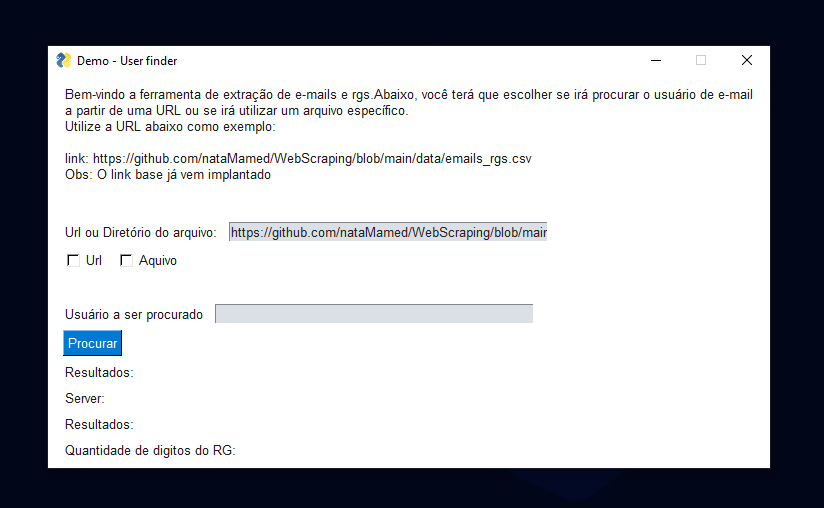 Demo - User finder
Bem-vindo a ferramenta de extração de e-mails e rgs.Abaixo, você terá que escolher se irá procurar o usuário de e-mail
a partir de uma URL ou se irá utilizar um arquivo específico.
Utilize a URL abaixo como exemplo:
link: https://github.com/nataMamed/WebScraping/blob/main/data/emails_rgs.csv
Obs: O link base já vem implantado
Url ou Diretório do arquivo: https://github.com/nataMamed/WebScraping/blob/mair
Url Aquivo
Usuário a ser procurado
Procurar
Resultados:
Server:
Resultados:
Quantidade de digitos do RG: